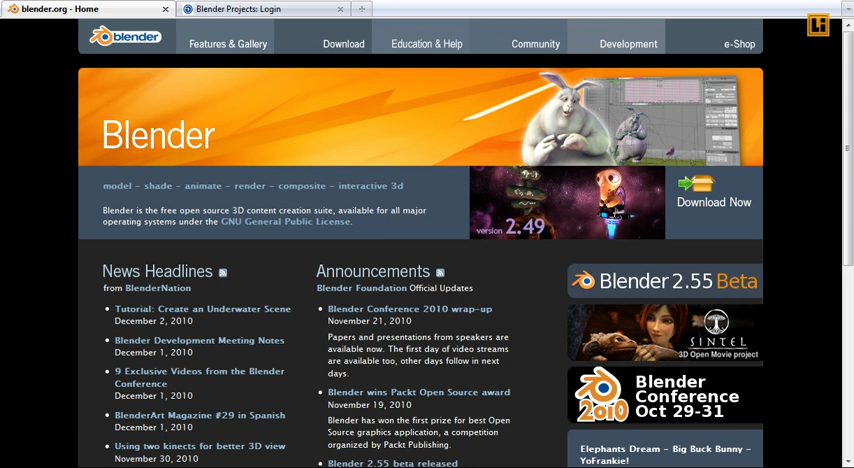 blender.org - Home
Blender Projects: Login
Li
blender
Features & Gallery
Download
Education & Help
Community
Development
e-Shop
Blender
model - shade - animate - render - composite - interactive 3d
Blender is the free open source 3D content creation suite, available for all major
operating systems under the GNU General Public License.
version 2.49
Download Now
News Headlines
from BlenderNation
Tutorial: Create an Underwater Scene
December 2, 2010
Blender Development Meeting Notes
December 1, 2010
9 Exclusive Videos from the Blender
Conference
December 1, 2010
BlenderArt Magazine #29 in Spanish
December 1, 2010
Using two kinects for better 3D view
November 30, 2010
Announcements
Blender Foundation Official Updates
Blender Conference 2010 wrap-up
November 21, 2010
Papers and presentations from speakers are
available now. The first day of video streams
are available too, other days follow in next
days.
Blender wins Packt Open Source award
November 19, 2010
Blender has won the first prize for best Open
Source graphics application, a competition
organized by Packt Publishing.
Blender 2.55 beta released
Blender 2.55 Beta
SINTEL
3D Open Movie project
2010
Blender
Conference
Oct 29-31
Elephants Dream - Big Buck Bunny -
YoFrankie!